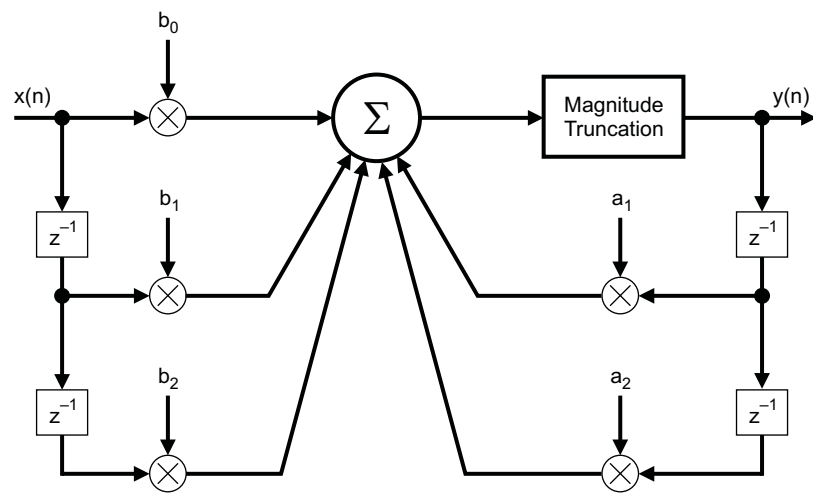 b₀
x(n)
Σ
Magnitude
Truncation
y(n)
b₁
a₁
z⁻¹
z⁻¹
b₂
a₂
z⁻¹
z⁻¹